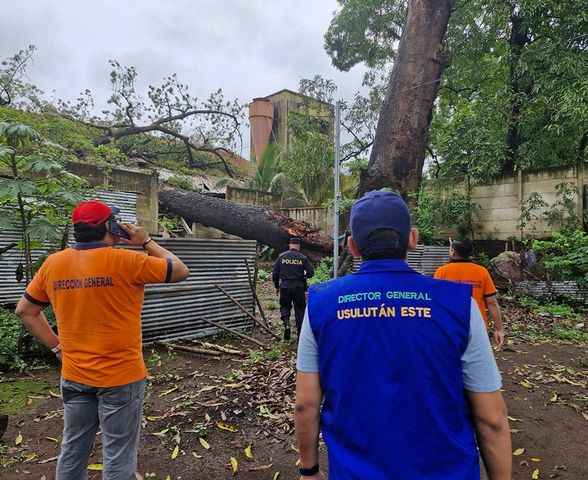 DIRECCION GENERAL
POLICIA
DIRECTOR GENERAL
USULUTÁN ESTE